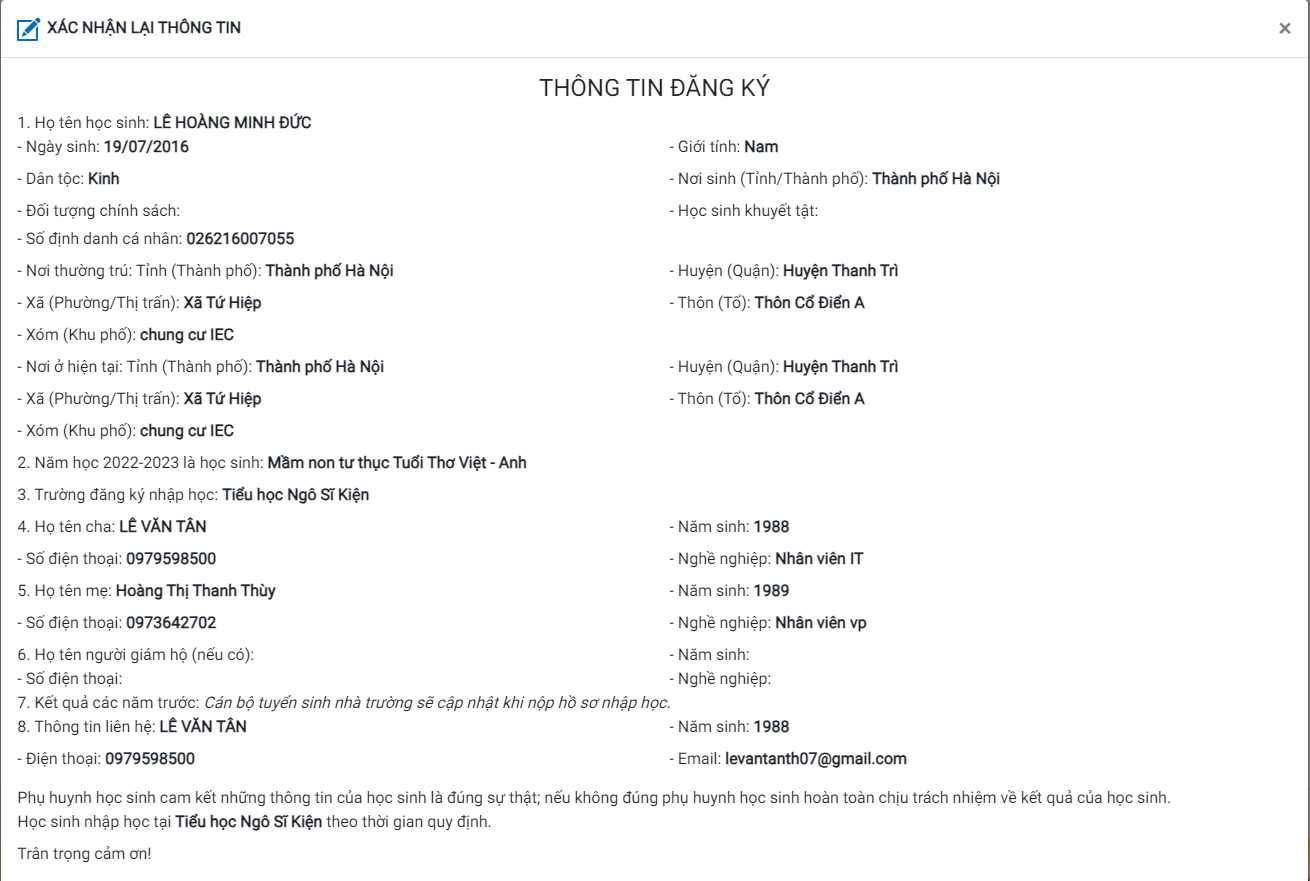 XÁC NHẬN LẠI THÔNG TIN
×
THÔNG TIN ĐĂNG KÝ
1. Họ tên học sinh: LÊ HOÀNG MINH ĐỨC
- Ngày sinh: 19/07/2016 - Giới tính: Nam
- Dân tộc: Kinh - Nơi sinh (Tỉnh/Thành phố): Thành phố Hà Nội
- Đối tượng chính sách: - Học sinh khuyết tật:
- Số định danh cá nhân: 026216007055
- Nơi thường trú: Tỉnh (Thành phố): Thành phố Hà Nội - Huyện (Quận): Huyện Thanh Trì
- Xã (Phường/Thị trấn): Xã Tứ Hiệp - Thôn (Tổ): Thôn Cổ Điển A
- Xóm (Khu phố): chung cư IEC
- Nơi ở hiện tại: Tỉnh (Thành phố): Thành phố Hà Nội - Huyện (Quận): Huyện Thanh Trì
- Xã (Phường/Thị trấn): Xã Tứ Hiệp - Thôn (Tổ): Thôn Cổ Điển A
- Xóm (Khu phố): chung cư IEC
2. Năm học 2022-2023 là học sinh: Mầm non tư thục Tuổi Thơ Việt - Anh
3. Trường đăng ký nhập học: Tiểu học Ngô Sĩ Kiện
4. Họ tên cha: LÊ VĂN TÂN - Năm sinh: 1988
- Số điện thoại: 0979598500 - Nghề nghiệp: Nhân viên IT
5. Họ tên mẹ: Hoàng Thị Thanh Thùy - Năm sinh: 1989
- Số điện thoại: 0973642702 - Nghề nghiệp: Nhân viên vp
6. Họ tên người giám hộ (nếu có): - Năm sinh:
- Số điện thoại: - Nghề nghiệp:
7. Kết quả các năm trước: Cán bộ tuyển sinh nhà trường sẽ cập nhật khi nộp hồ sơ nhập học.
8. Thông tin liên hệ: LÊ VĂN TÂN - Năm sinh: 1988
- Điện thoại: 0979598500 - Email: levantanth07@gmail.com
Phụ huynh học sinh cam kết những thông tin của học sinh là đúng sự thật; nếu không đúng phụ huynh học sinh hoàn toàn chịu trách nhiệm về kết quả của học sinh.
Học sinh nhập học tại Tiểu học Ngô Sĩ Kiện theo thời gian quy định.
Trân trọng cảm ơn!